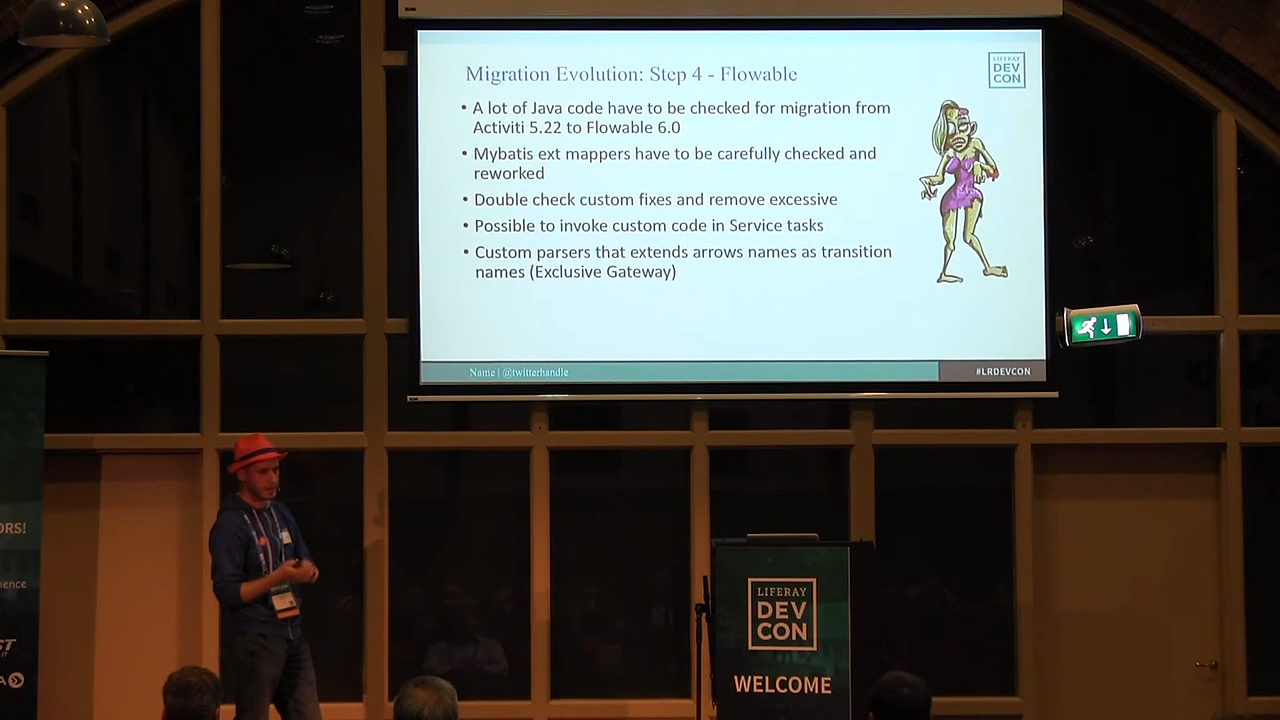 Migration Evolution: Step 4 - Flowable
LIFERAY
DEV
CON
• A lot of Java code have to be checked for migration from
Activiti 5.22 to Flowable 6.0
• Mybatis ext mappers have to be carefully checked and
reworked
• Double check custom fixes and remove excessive
• Possible to invoke custom code in Service tasks
• Custom parsers that extends arrows names as transition
names (Exclusive Gateway)
Name | @twitterhandle
#LRDEVCON
ORS!
LIFERAY
DEV
CON
WELCOME